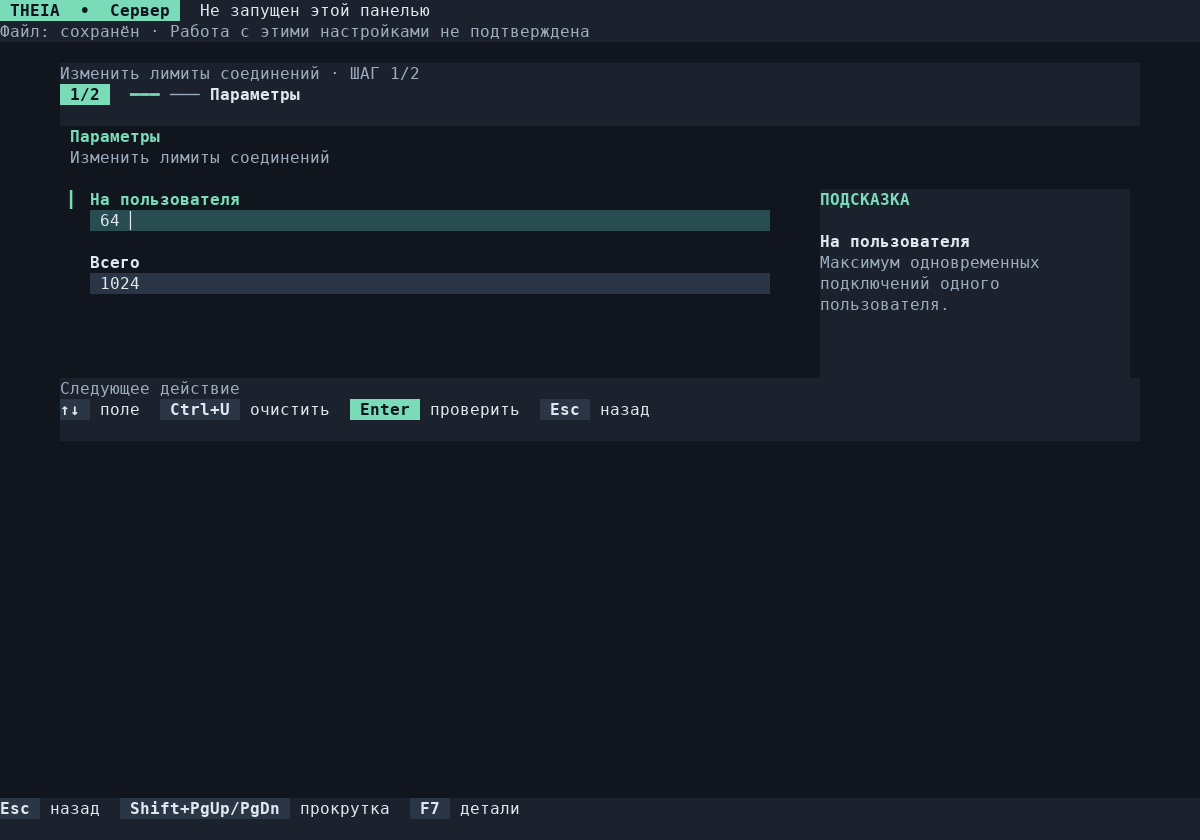 THEIA • Сервер Не запущен этой панелью
Файл: сохранён · Работа с этими настройками не подтверждена
Изменить лимиты соединений · ШАГ 1/2
1/2 ━━━ ─── Параметры
Параметры
Изменить лимиты соединений
На пользователя
64
Всего
1024
ПОДСКАЗКА
На пользователя
Максимум одновременных
подключений одного
пользователя.
Следующее действие
↑↓ поле Ctrl+U очистить Enter проверить Esc назад
Esc назад Shift+PgUp/PgDn прокрутка F7 детали